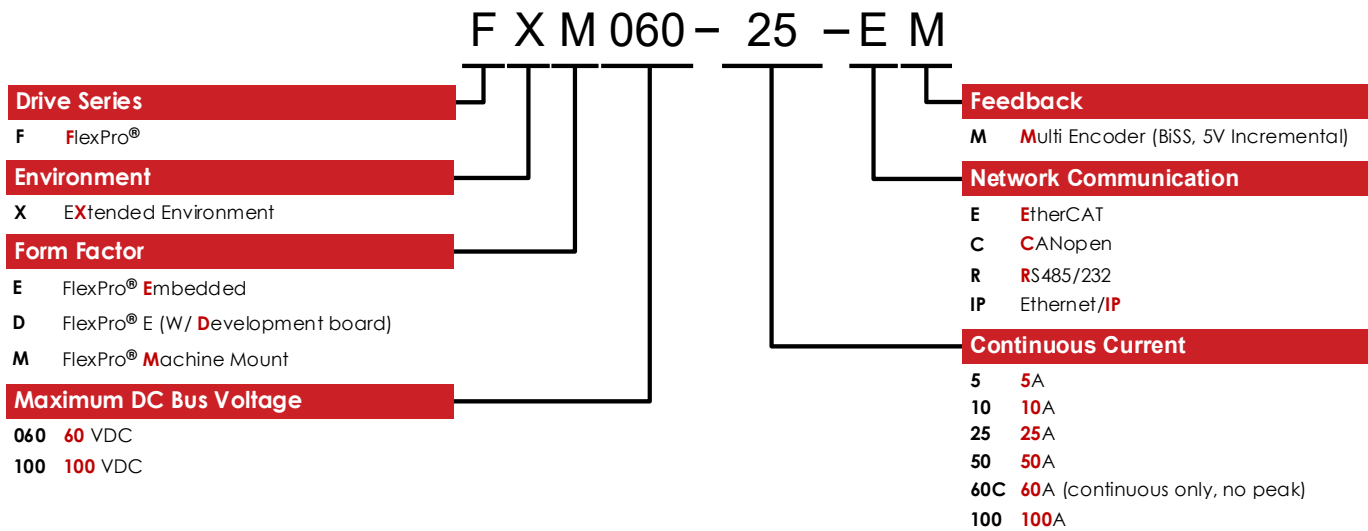 F X M 060 – 25 – E M
Drive Series
F FlexPro®
Environment
X EXtended Environment
Form Factor
E FlexPro® Embedded
D FlexPro® E (W/ Development board)
M FlexPro® Machine Mount
Maximum DC Bus Voltage
060 60 VDC
100 100 VDC
Feedback
M Multi Encoder (BiSS, 5V Incremental)
Network Communication
E EtherCAT
C CANopen
R RS485/232
IP Ethernet/IP
Continuous Current
5 5A
10 10A
25 25A
50 50A
60C 60A (continuous only, no peak)
100 100A